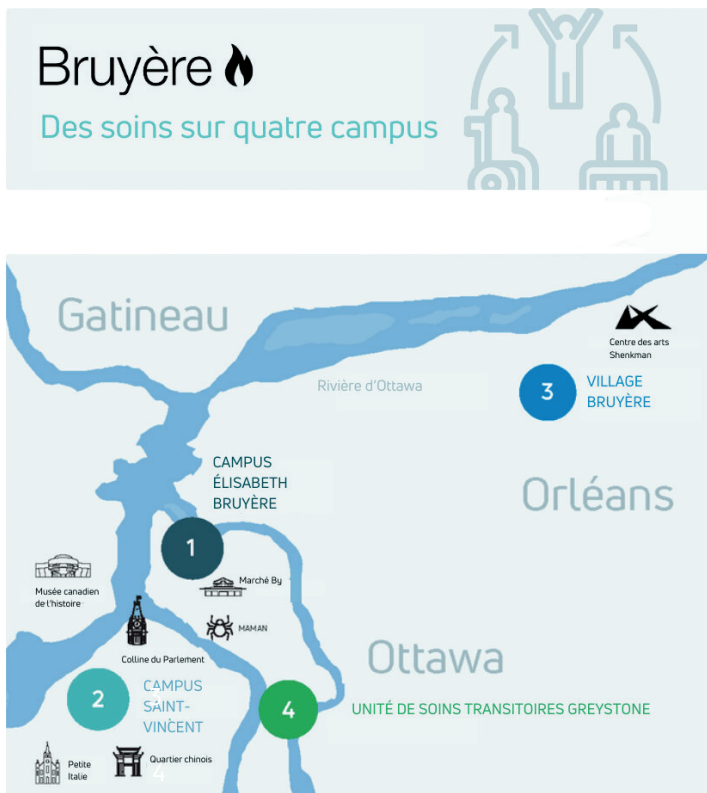 Bruyère
Des soins sur quatre campus
Gatineau
Centre des arts
Shenkman
Rivière d'Ottawa
3
VILLAGE
BRUYÈRE
CAMPUS
ÉLISABETH
BRUYÈRE
Orléans
1
Musée canadien
de l'histoire
Marché By
MAMAN
Colline du Parlement
Ottawa
2
CAMPUS
SAINT-
VINCENT
3
4
UNITÉ DE SOINS TRANSITOIRES GREYSTONE
Petite
Italie
Quartier chinois
4